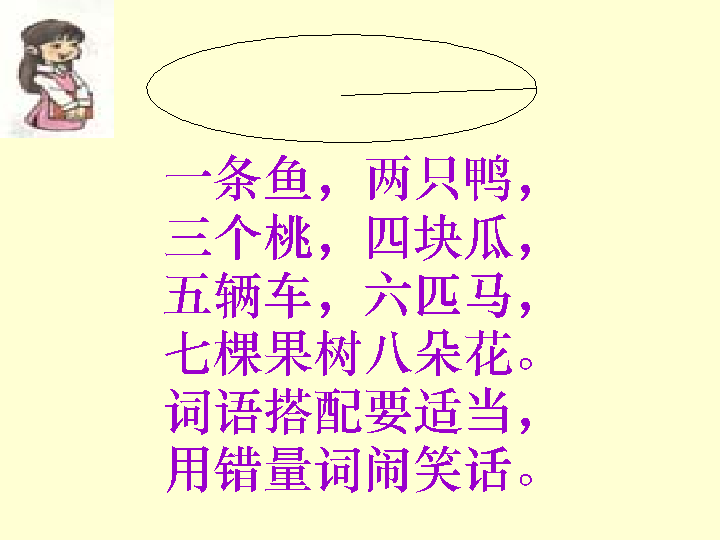 一条鱼，两只鸭，
三个桃，四块瓜，
五辆车，六匹马，
七棵果树八朵花。
词语搭配要适当，
用错量词闹笑话。